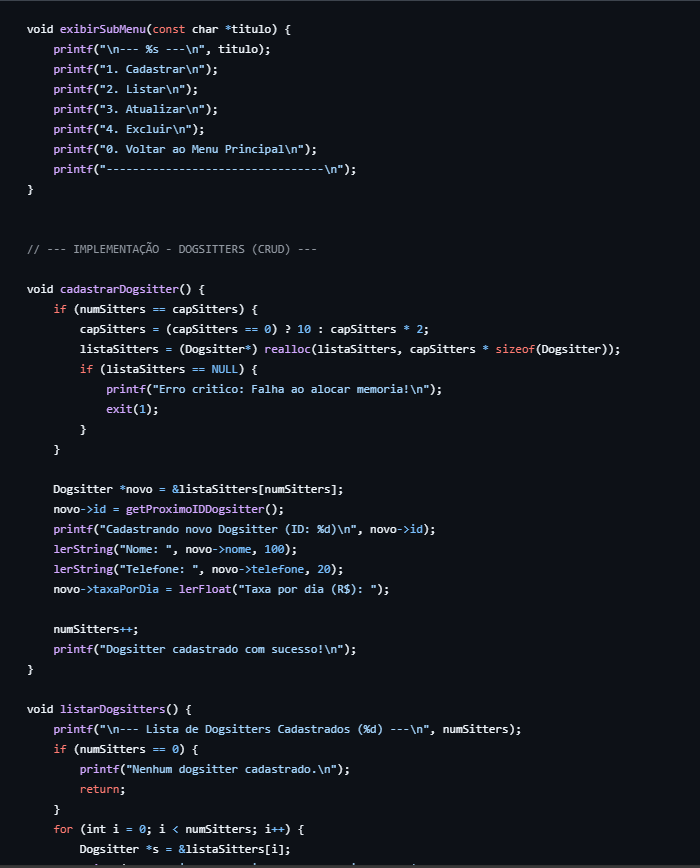 void exibirSubMenu(const char *titulo) {
    printf("\n--- %s ---\n", titulo);
    printf("1. Cadastrar\n");
    printf("2. Listar\n");
    printf("3. Atualizar\n");
    printf("4. Excluir\n");
    printf("0. Voltar ao Menu Principal\n");
    printf("---------------------------------\n");
}
// --- IMPLEMENTAÇÃO - DOGSITTERS (CRUD) ---
void cadastrarDogsitter() {
    if (numSitters == capSitters) {
        capSitters = (capSitters == 0) ? 10 : capSitters * 2;
        listaSitters = (Dogsitter*) realloc(listaSitters, capSitters * sizeof(Dogsitter));
        if (listaSitters == NULL) {
            printf("Erro critico: Falha ao alocar memoria!\n");
            exit(1);
        }
    }
    Dogsitter *novo = &listaSitters[numSitters];
    novo->id = getProximoIDDogsitter();
    printf("Cadastrando novo Dogsitter (ID: %d)\n", novo->id);
    lerString("Nome: ", novo->nome, 100);
    lerString("Telefone: ", novo->telefone, 20);
    novo->taxaPorDia = lerFloat("Taxa por dia (R$): ");
    numSitters++;
    printf("Dogsitter cadastrado com sucesso!\n");
}
void listarDogsitters() {
    printf("\n--- Lista de Dogsitters Cadastrados (%d) ---\n", numSitters);
    if (numSitters == 0) {
        printf("Nenhum dogsitter cadastrado.\n");
        return;
    }
    for (int i = 0; i < numSitters; i++) {
        Dogsitter *s = &listaSitters[i];